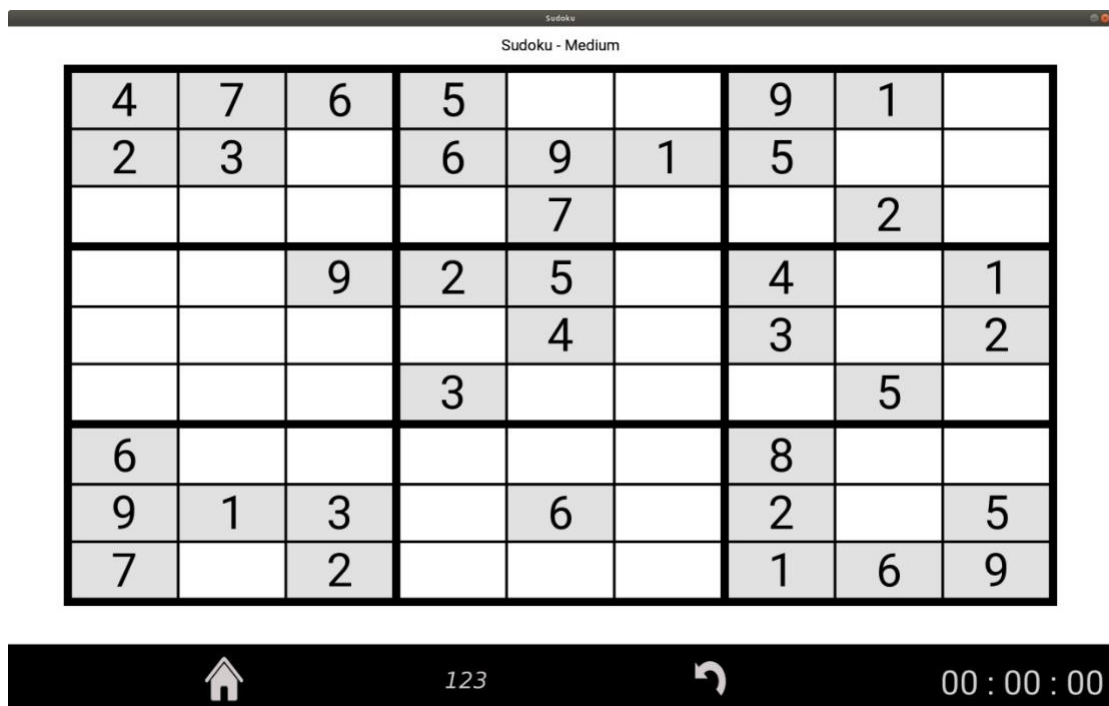 Sudoku
Sudoku - Medium
4 7 6 5 9 1
2 3 6 9 1 5
7 2
9 2 5 4 1
4 3 2
3 5
6 8
9 1 3 6 2 5
7 2 1 6 9
123 00 : 00 : 00